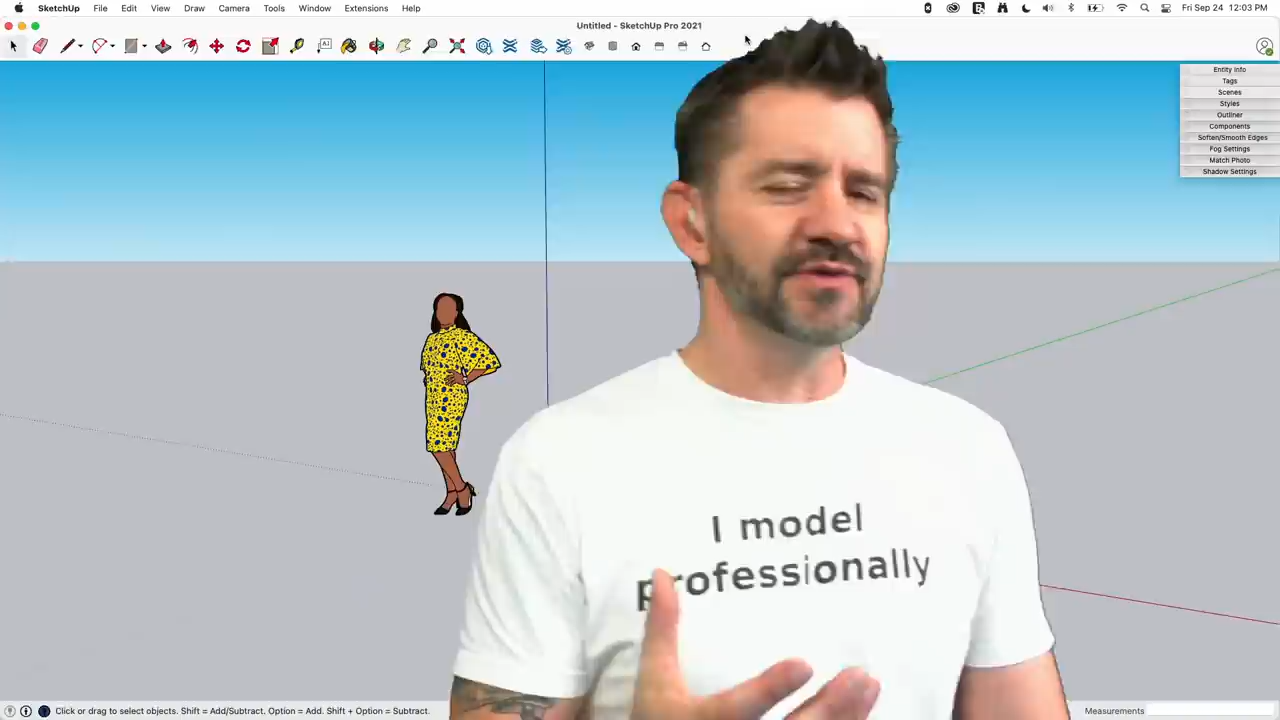 SketchUp File Edit View Draw Camera Tools Window Extensions Help Fri Sep 24 12:03 PM
Untitled - SketchUp Pro 2021
Entity Info
Tags
Scenes
Styles
Outliner
Components
Soften/Smooth Edges
Fog Settings
Match Photo
Shadow Settings
I model
professionally
Click or drag to select objects. Shift = Add/Subtract. Option = Add. Shift + Option = Subtract. Measurements